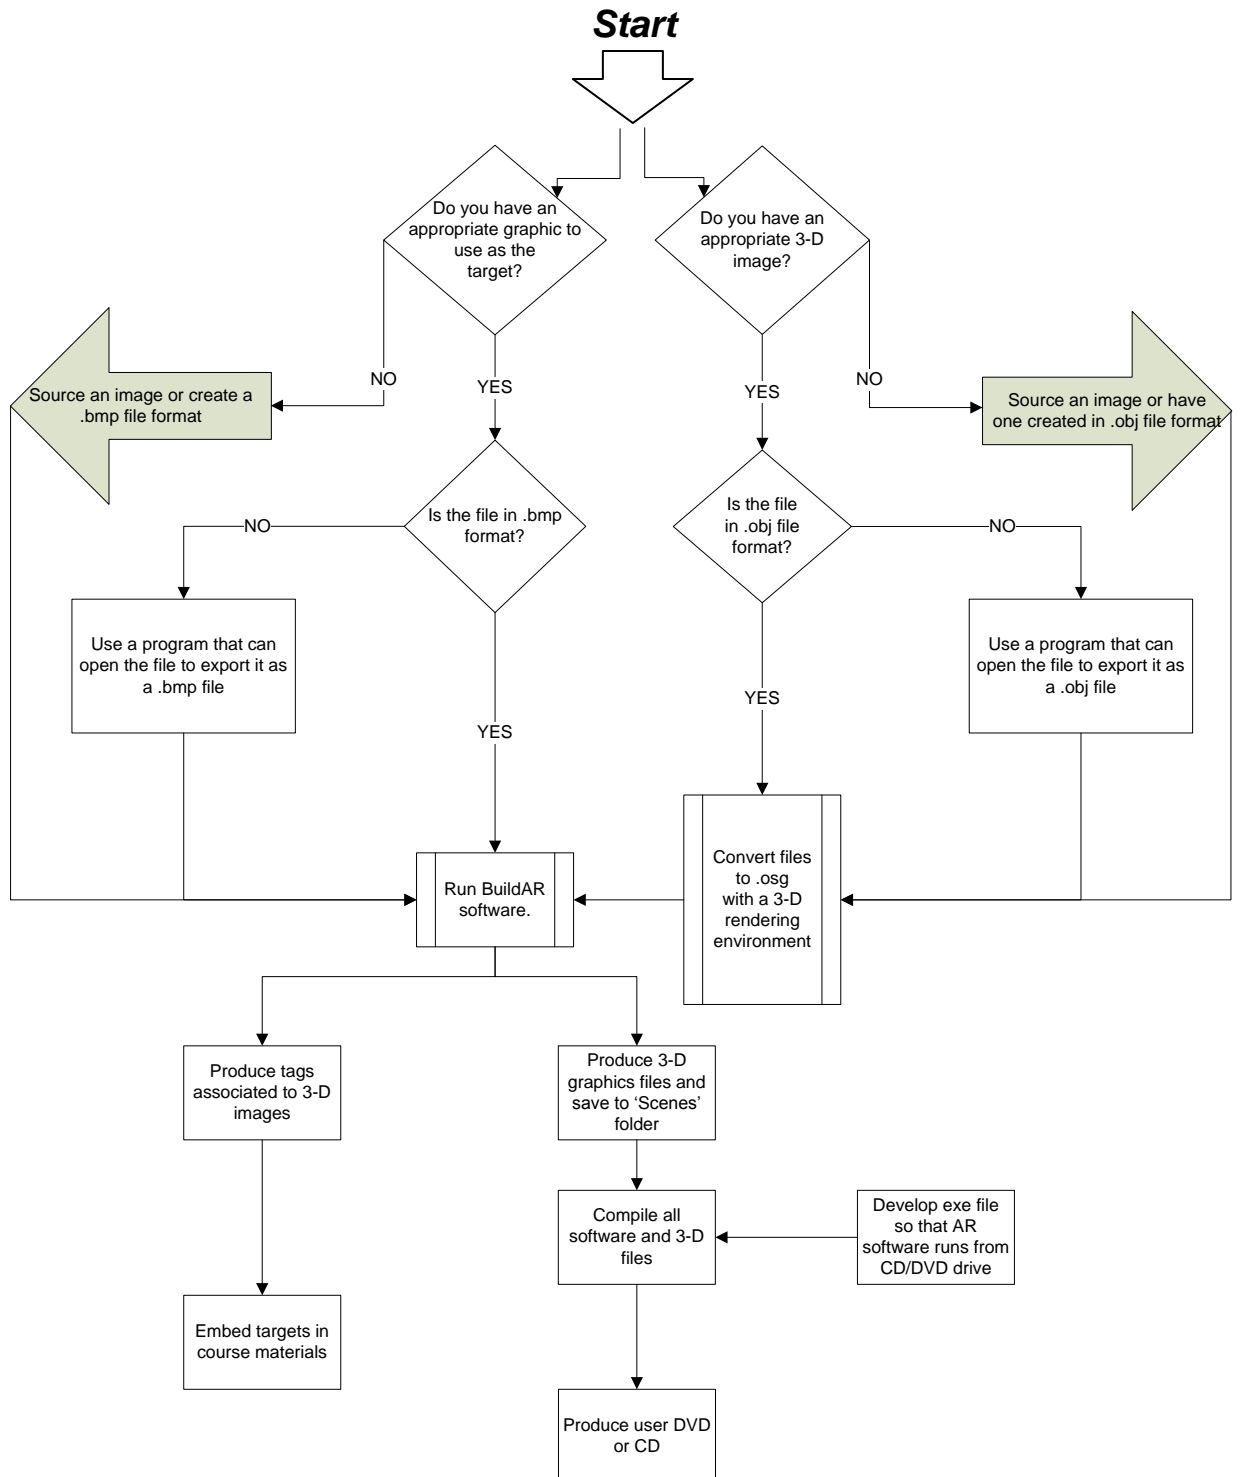 Start
Do you have an
appropriate graphic to
use as the
target?
Do you have an
appropriate 3-D
image?
NO
YES
YES
NO
Source an image or create a
.bmp file format
Source an image or have
one created in .obj file format
Is the file in .bmp
format?
Is the file
in .obj file
format?
NO
NO
Use a program that can
open the file to export it as
a .bmp file
Use a program that can
open the file to export it as
a .obj file
YES
YES
Run BuildAR
software.
Convert files
to .osg
with a 3-D
rendering
environment
Produce tags
associated to 3-D
images
Produce 3-D
graphics files and
save to ‘Scenes’
folder
Compile all
software and 3-D
files
Develop exe file
so that AR
software runs from
CD/DVD drive
Embed targets in
course materials
Produce user DVD
or CD